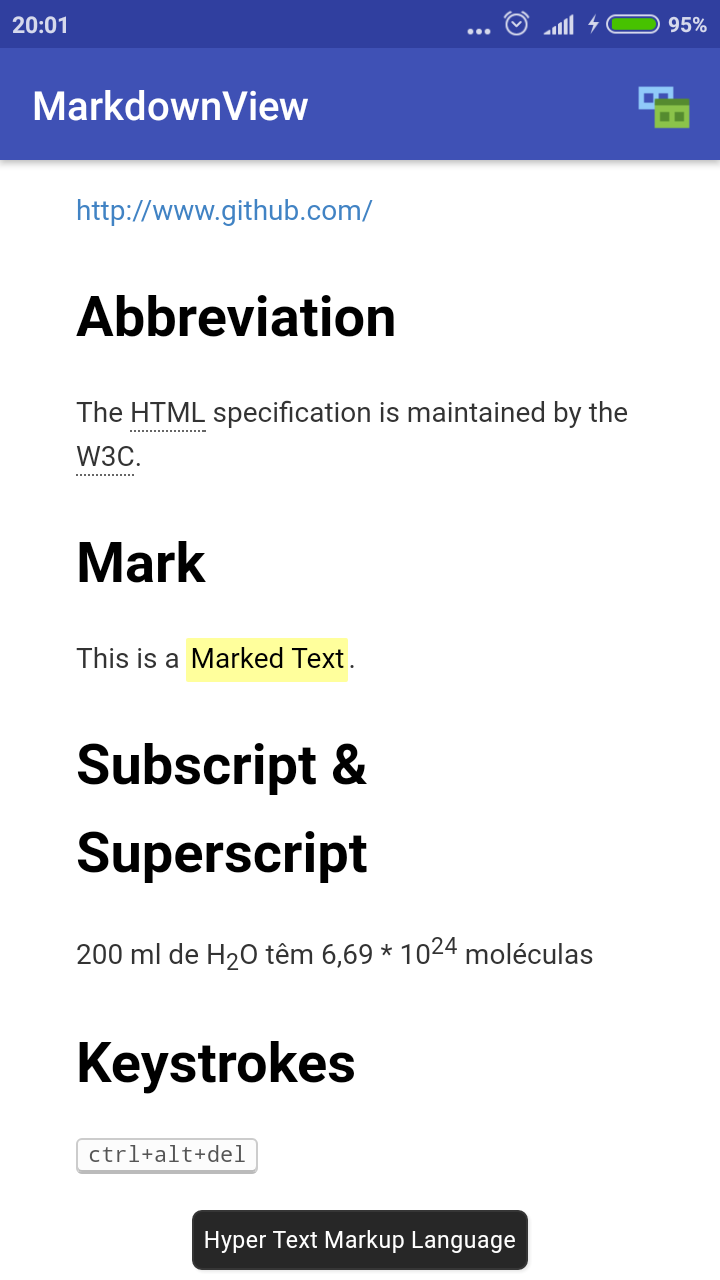 20:01
95%
MarkdownView
http://www.github.com/
Abbreviation
The HTML specification is maintained by the
W3C.
Mark
This is a Marked Text.
Subscript &
Superscript
200 ml de H₂O têm 6,69 * 10²⁴ moléculas
Keystrokes
ctrl+alt+del
Hyper Text Markup Language